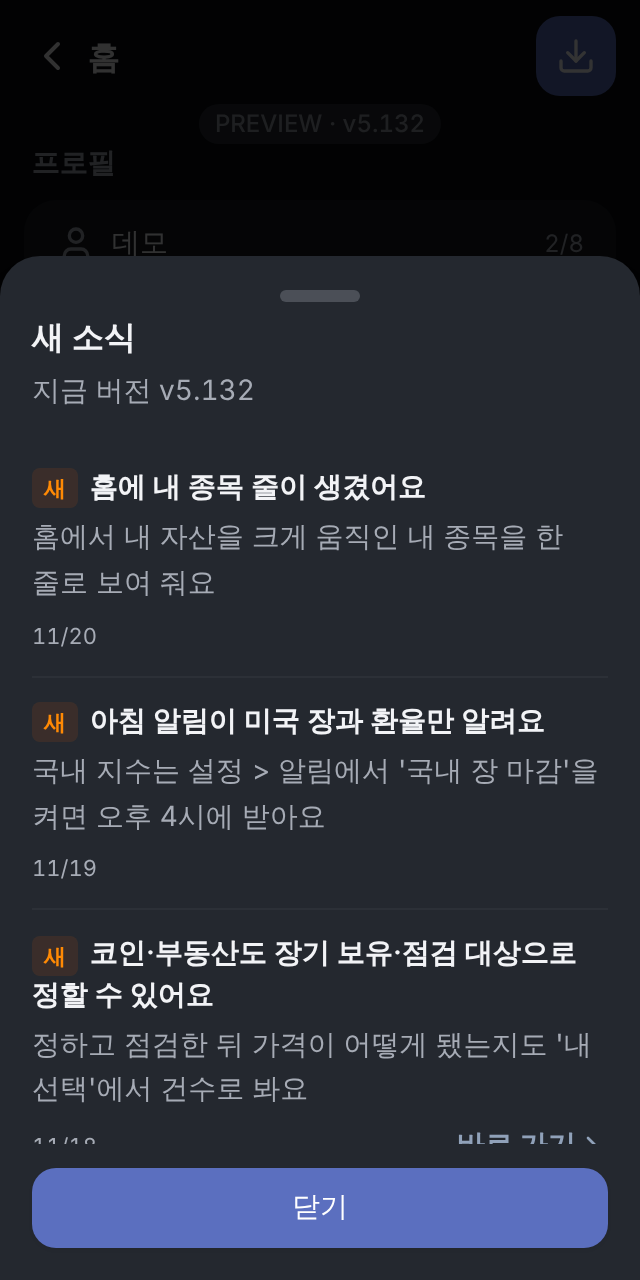 홈
PREVIEW · v5.132
프로필
데모
2/8
새 소식
지금 버전 v5.132
새 홈에 내 종목 줄이 생겼어요
홈에서 내 자산을 크게 움직인 내 종목을 한
줄로 보여 줘요
11/20
새 아침 알림이 미국 장과 환율만 알려요
국내 지수는 설정 > 알림에서 '국내 장 마감'을
켜면 오후 4시에 받아요
11/19
새 코인·부동산도 장기 보유·점검 대상으로
정할 수 있어요
정하고 점검한 뒤 가격이 어떻게 됐는지도 '내
선택'에서 건수로 봐요
11/18
바로 가기
닫기